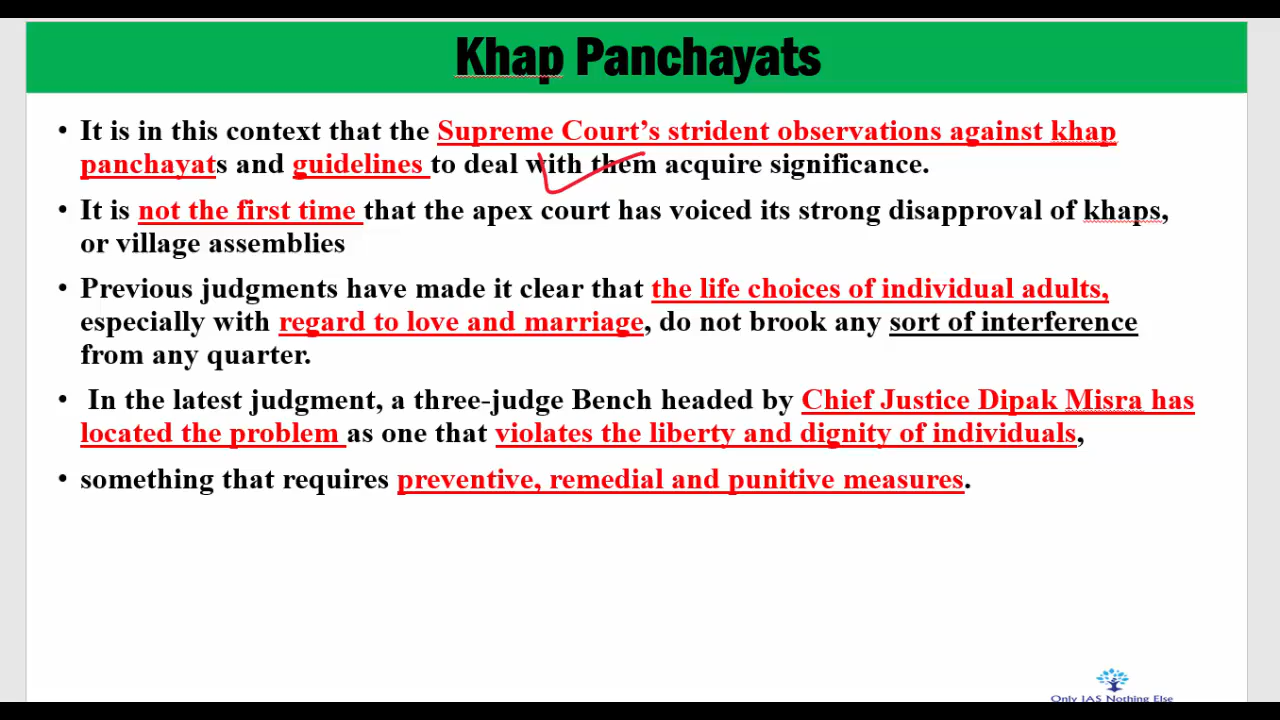 Khap Panchayats
• It is in this context that the Supreme Court’s strident observations against khap
panchayats and guidelines to deal with them acquire significance.
• It is not the first time that the apex court has voiced its strong disapproval of khaps,
or village assemblies
• Previous judgments have made it clear that the life choices of individual adults,
especially with regard to love and marriage, do not brook any sort of interference
from any quarter.
• In the latest judgment, a three-judge Bench headed by Chief Justice Dipak Misra has
located the problem as one that violates the liberty and dignity of individuals,
• something that requires preventive, remedial and punitive measures.
Only IAS Nothing Else